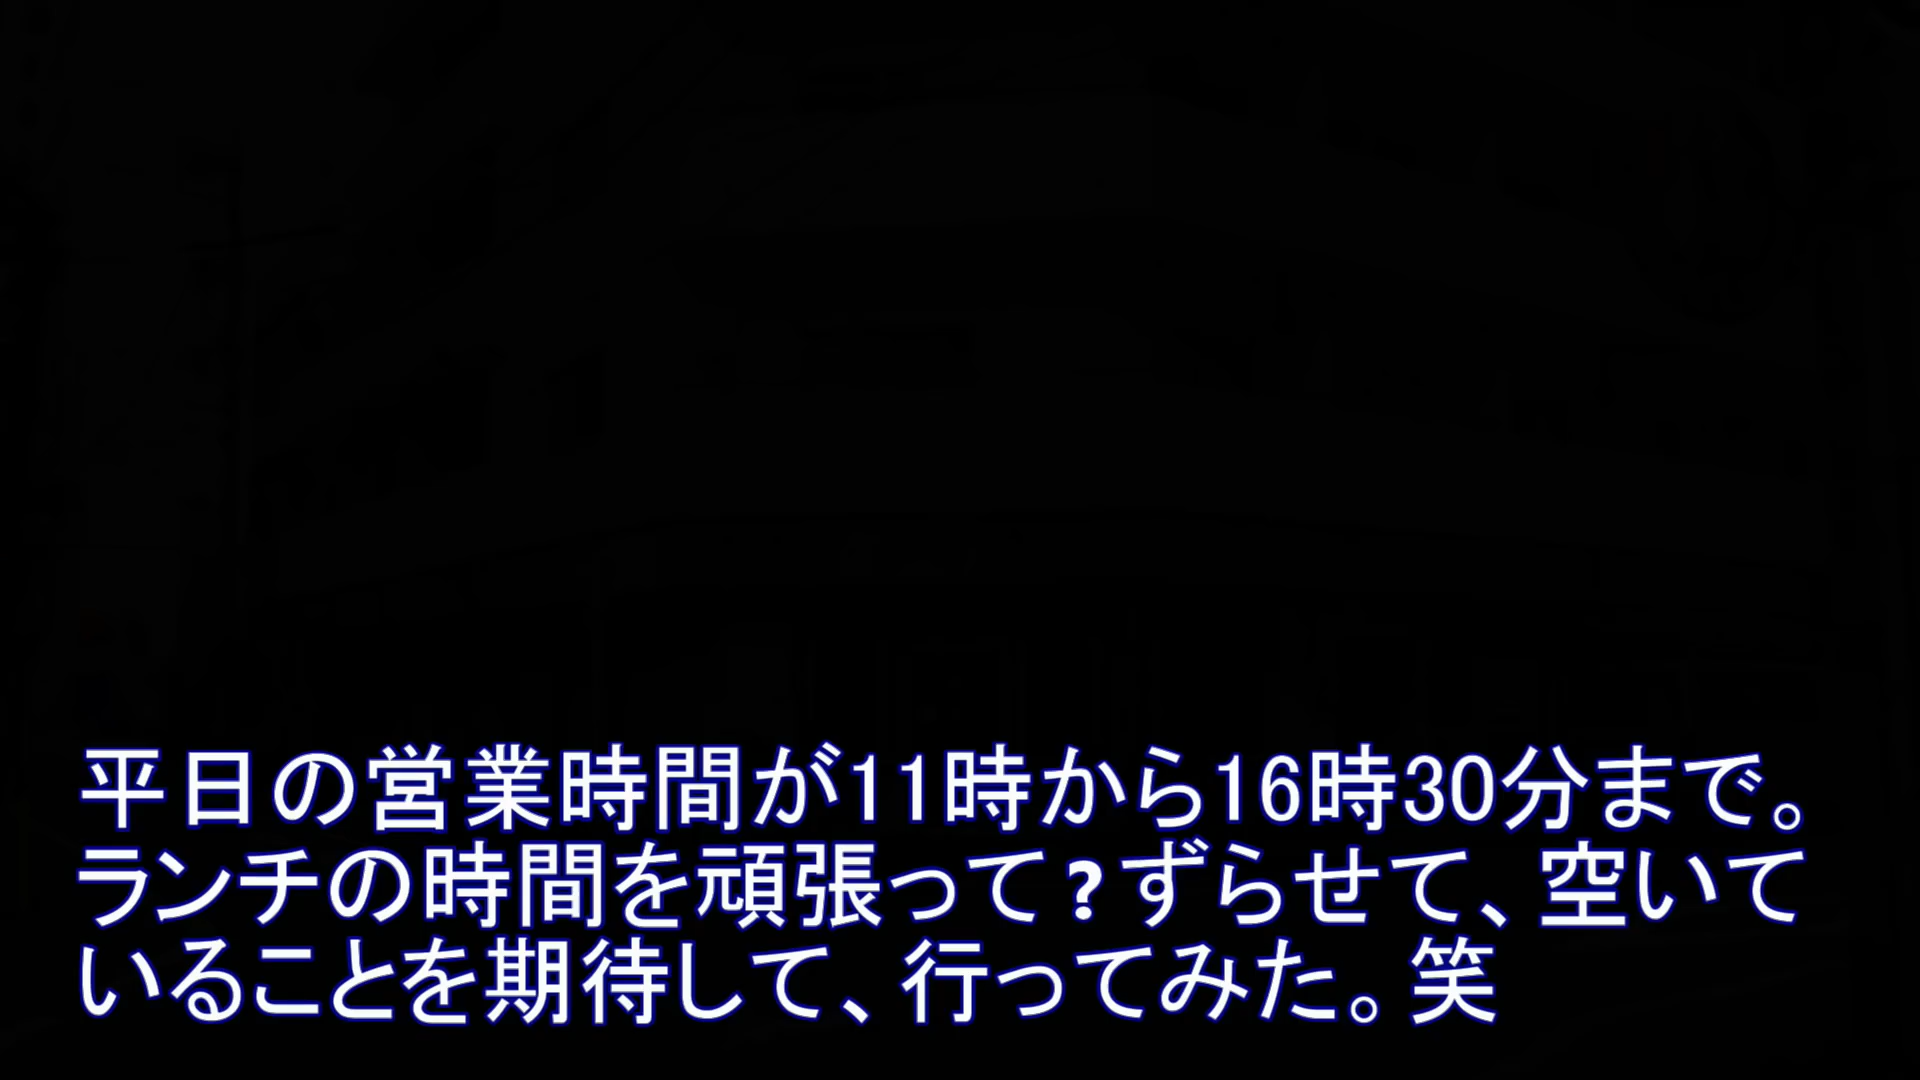 平日の営業時間が11時から16時30分まで。
ランチの時間を頑張って?ずらせて、空いて
いることを期待して、行ってみた。笑